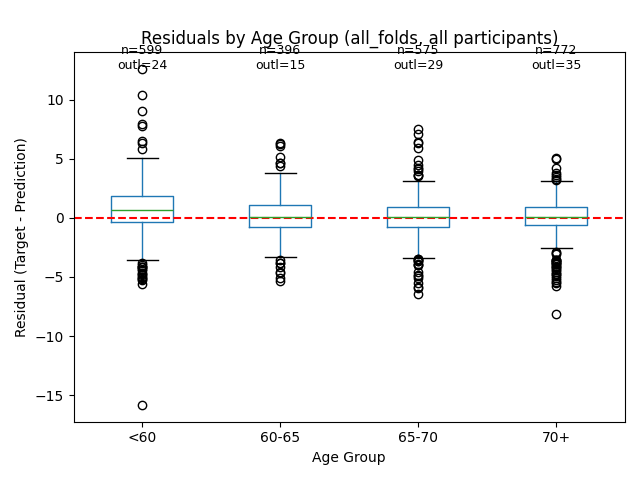 Residuals by Age Group (all_folds, all participants)
n=599 n=396 n=575 n=772
outl=24 outl=15 outl=29 outl=35
10
5
0
−5
−10
−15
Residual (Target - Prediction)
<60 60-65 65-70 70+
Age Group